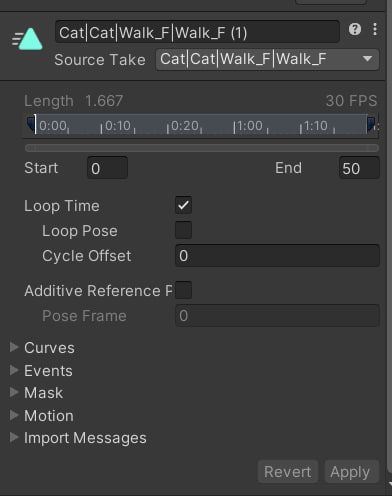 Cat|Cat|Walk_F|Walk_F (1)
Source Take Cat|Cat|Walk_F|Walk_F
Length 1.667 30 FPS
0:00 0:10 0:20 1:00 1:10
Start 0 End 50
Loop Time
Loop Pose
Cycle Offset 0
Additive Reference P
Pose Frame 0
Curves
Events
Mask
Motion
Import Messages
Revert Apply